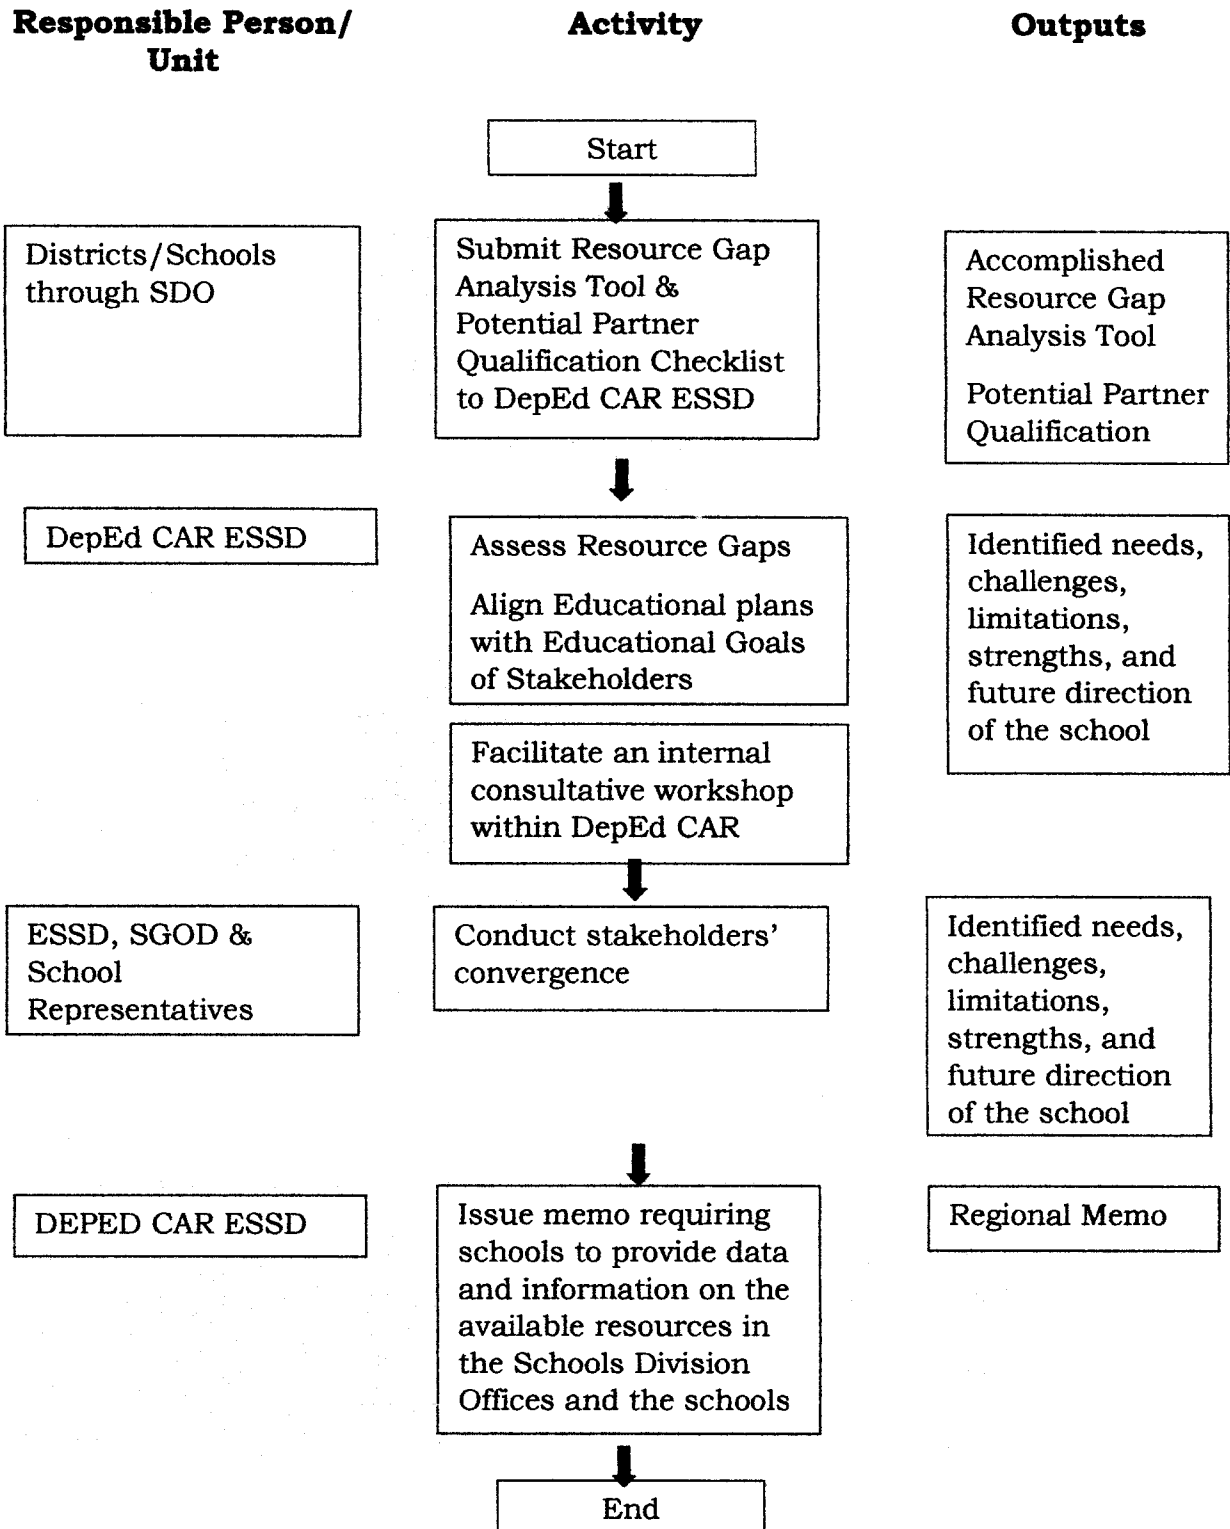 Responsible Person/
Unit
Activity
Outputs
Start
Districts/Schools
through SDO
Submit Resource Gap
Analysis Tool &
Potential Partner
Qualification Checklist
to DepEd CAR ESSD
Accomplished
Resource Gap
Analysis Tool
Potential Partner
Qualification
DepEd CAR ESSD
Assess Resource Gaps
Align Educational plans
with Educational Goals
of Stakeholders
Identified needs,
challenges,
limitations,
strengths, and
future direction
of the school
Facilitate an internal
consultative workshop
within DepEd CAR
ESSD, SGOD &
School
Representatives
Conduct stakeholders'
convergence
Identified needs,
challenges,
limitations,
strengths, and
future direction
of the school
DEPED CAR ESSD
Issue memo requiring
schools to provide data
and information on the
available resources in
the Schools Division
Offices and the schools
Regional Memo
End